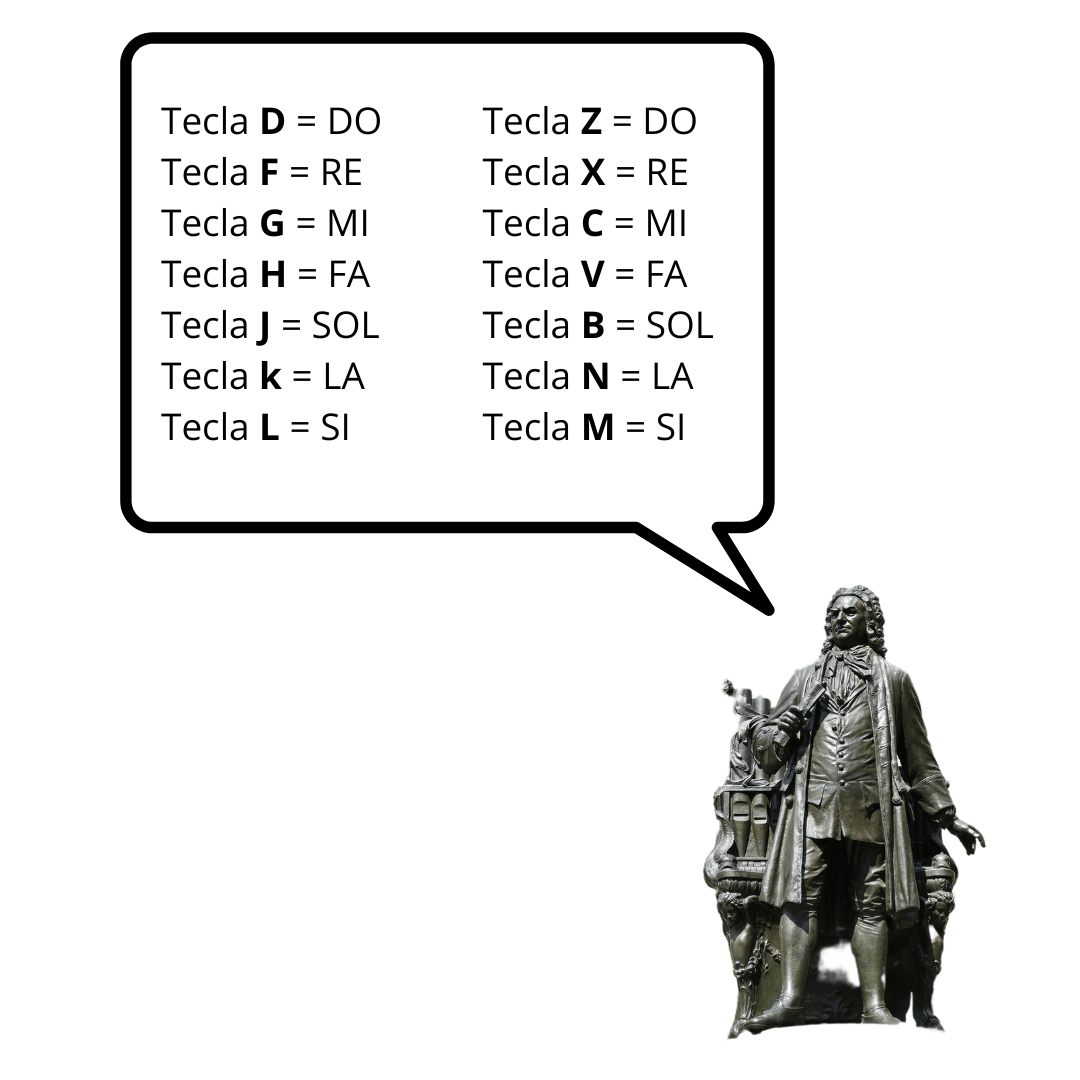 Tecla D = DO
Tecla F = RE
Tecla G = MI
Tecla H = FA
Tecla J = SOL
Tecla k = LA
Tecla L = SI
Tecla Z = DO
Tecla X = RE
Tecla C = MI
Tecla V = FA
Tecla B = SOL
Tecla N = LA
Tecla M = SI